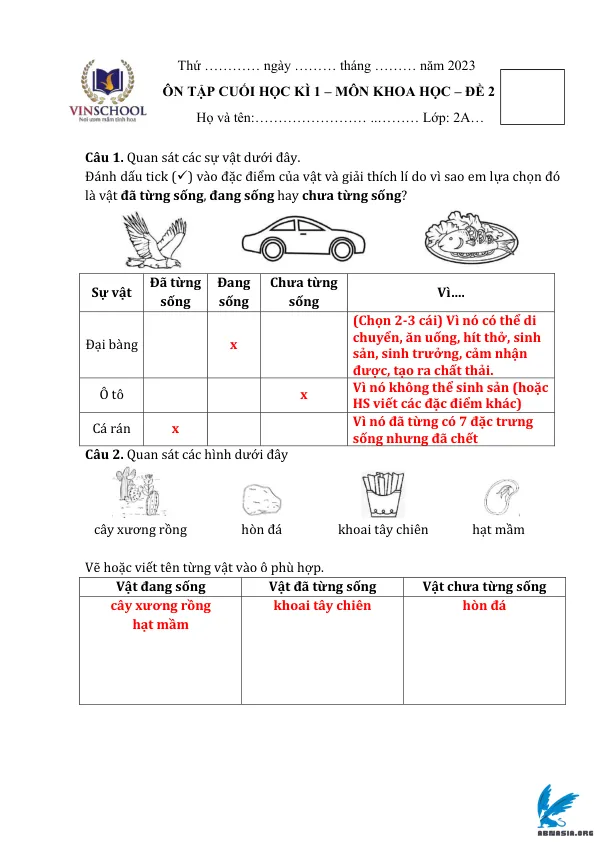 Thứ ………… ngày ……… tháng ……… năm 2023
ÔN TẬP CUỐI HỌC KÌ 1 – MÔN KHOA HỌC – ĐỀ 2
Họ và tên:…………………… ..……… Lớp: 2A…
VINSCHOOL
Nơi ươm mầm tinh hoa
Câu 1. Quan sát các sự vật dưới đây.
Đánh dấu tick (✓) vào đặc điểm của vật và giải thích lí do vì sao em lựa chọn đó
là vật đã từng sống, đang sống hay chưa từng sống?
Sự vật Đã từng sống Đang sống Chưa từng sống Vì….
Đại bàng x (Chọn 2-3 cái) Vì nó có thể di
chuyển, ăn uống, hít thở, sinh
sản, sinh trưởng, cảm nhận
được, tạo ra chất thải.
Ô tô x Vì nó không thể sinh sản (hoặc
HS viết các đặc điểm khác)
Cá rán x Vì nó đã từng có 7 đặc trưng
sống nhưng đã chết
Câu 2. Quan sát các hình dưới đây
cây xương rồng hòn đá khoai tây chiên hạt mầm
Vẽ hoặc viết tên từng vật vào ô phù hợp.
Vật đang sống Vật đã từng sống Vật chưa từng sống
cây xương rồng khoai tây chiên hòn đá
hạt mầm
ABNASIA.ORG